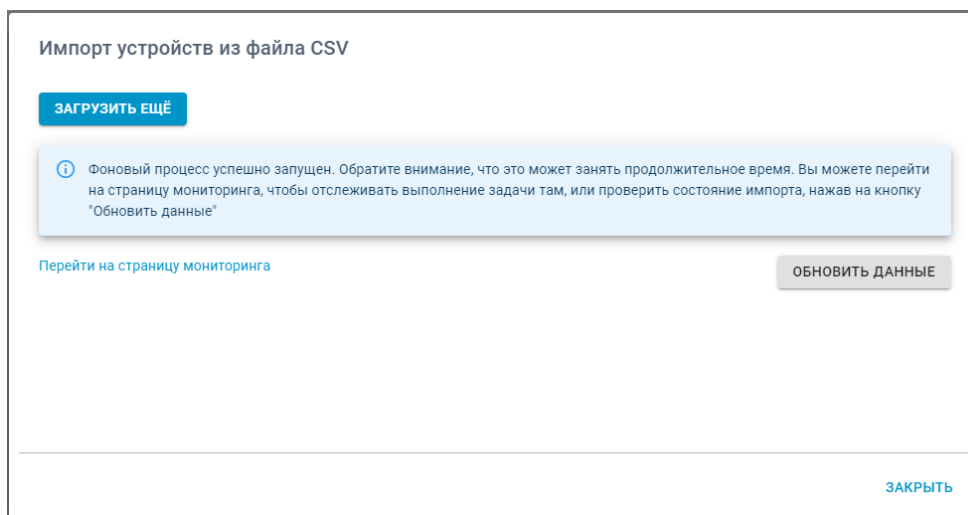 Импорт устройств из файла CSV
ЗАГРУЗИТЬ ЕЩЁ
Фоновый процесс успешно запущен. Обратите внимание, что это может занять продолжительное время. Вы можете перейти
на страницу мониторинга, чтобы отслеживать выполнение задачи там, или проверить состояние импорта, нажав на кнопку
"Обновить данные"
Перейти на страницу мониторинга
ОБНОВИТЬ ДАННЫЕ
ЗАКРЫТЬ